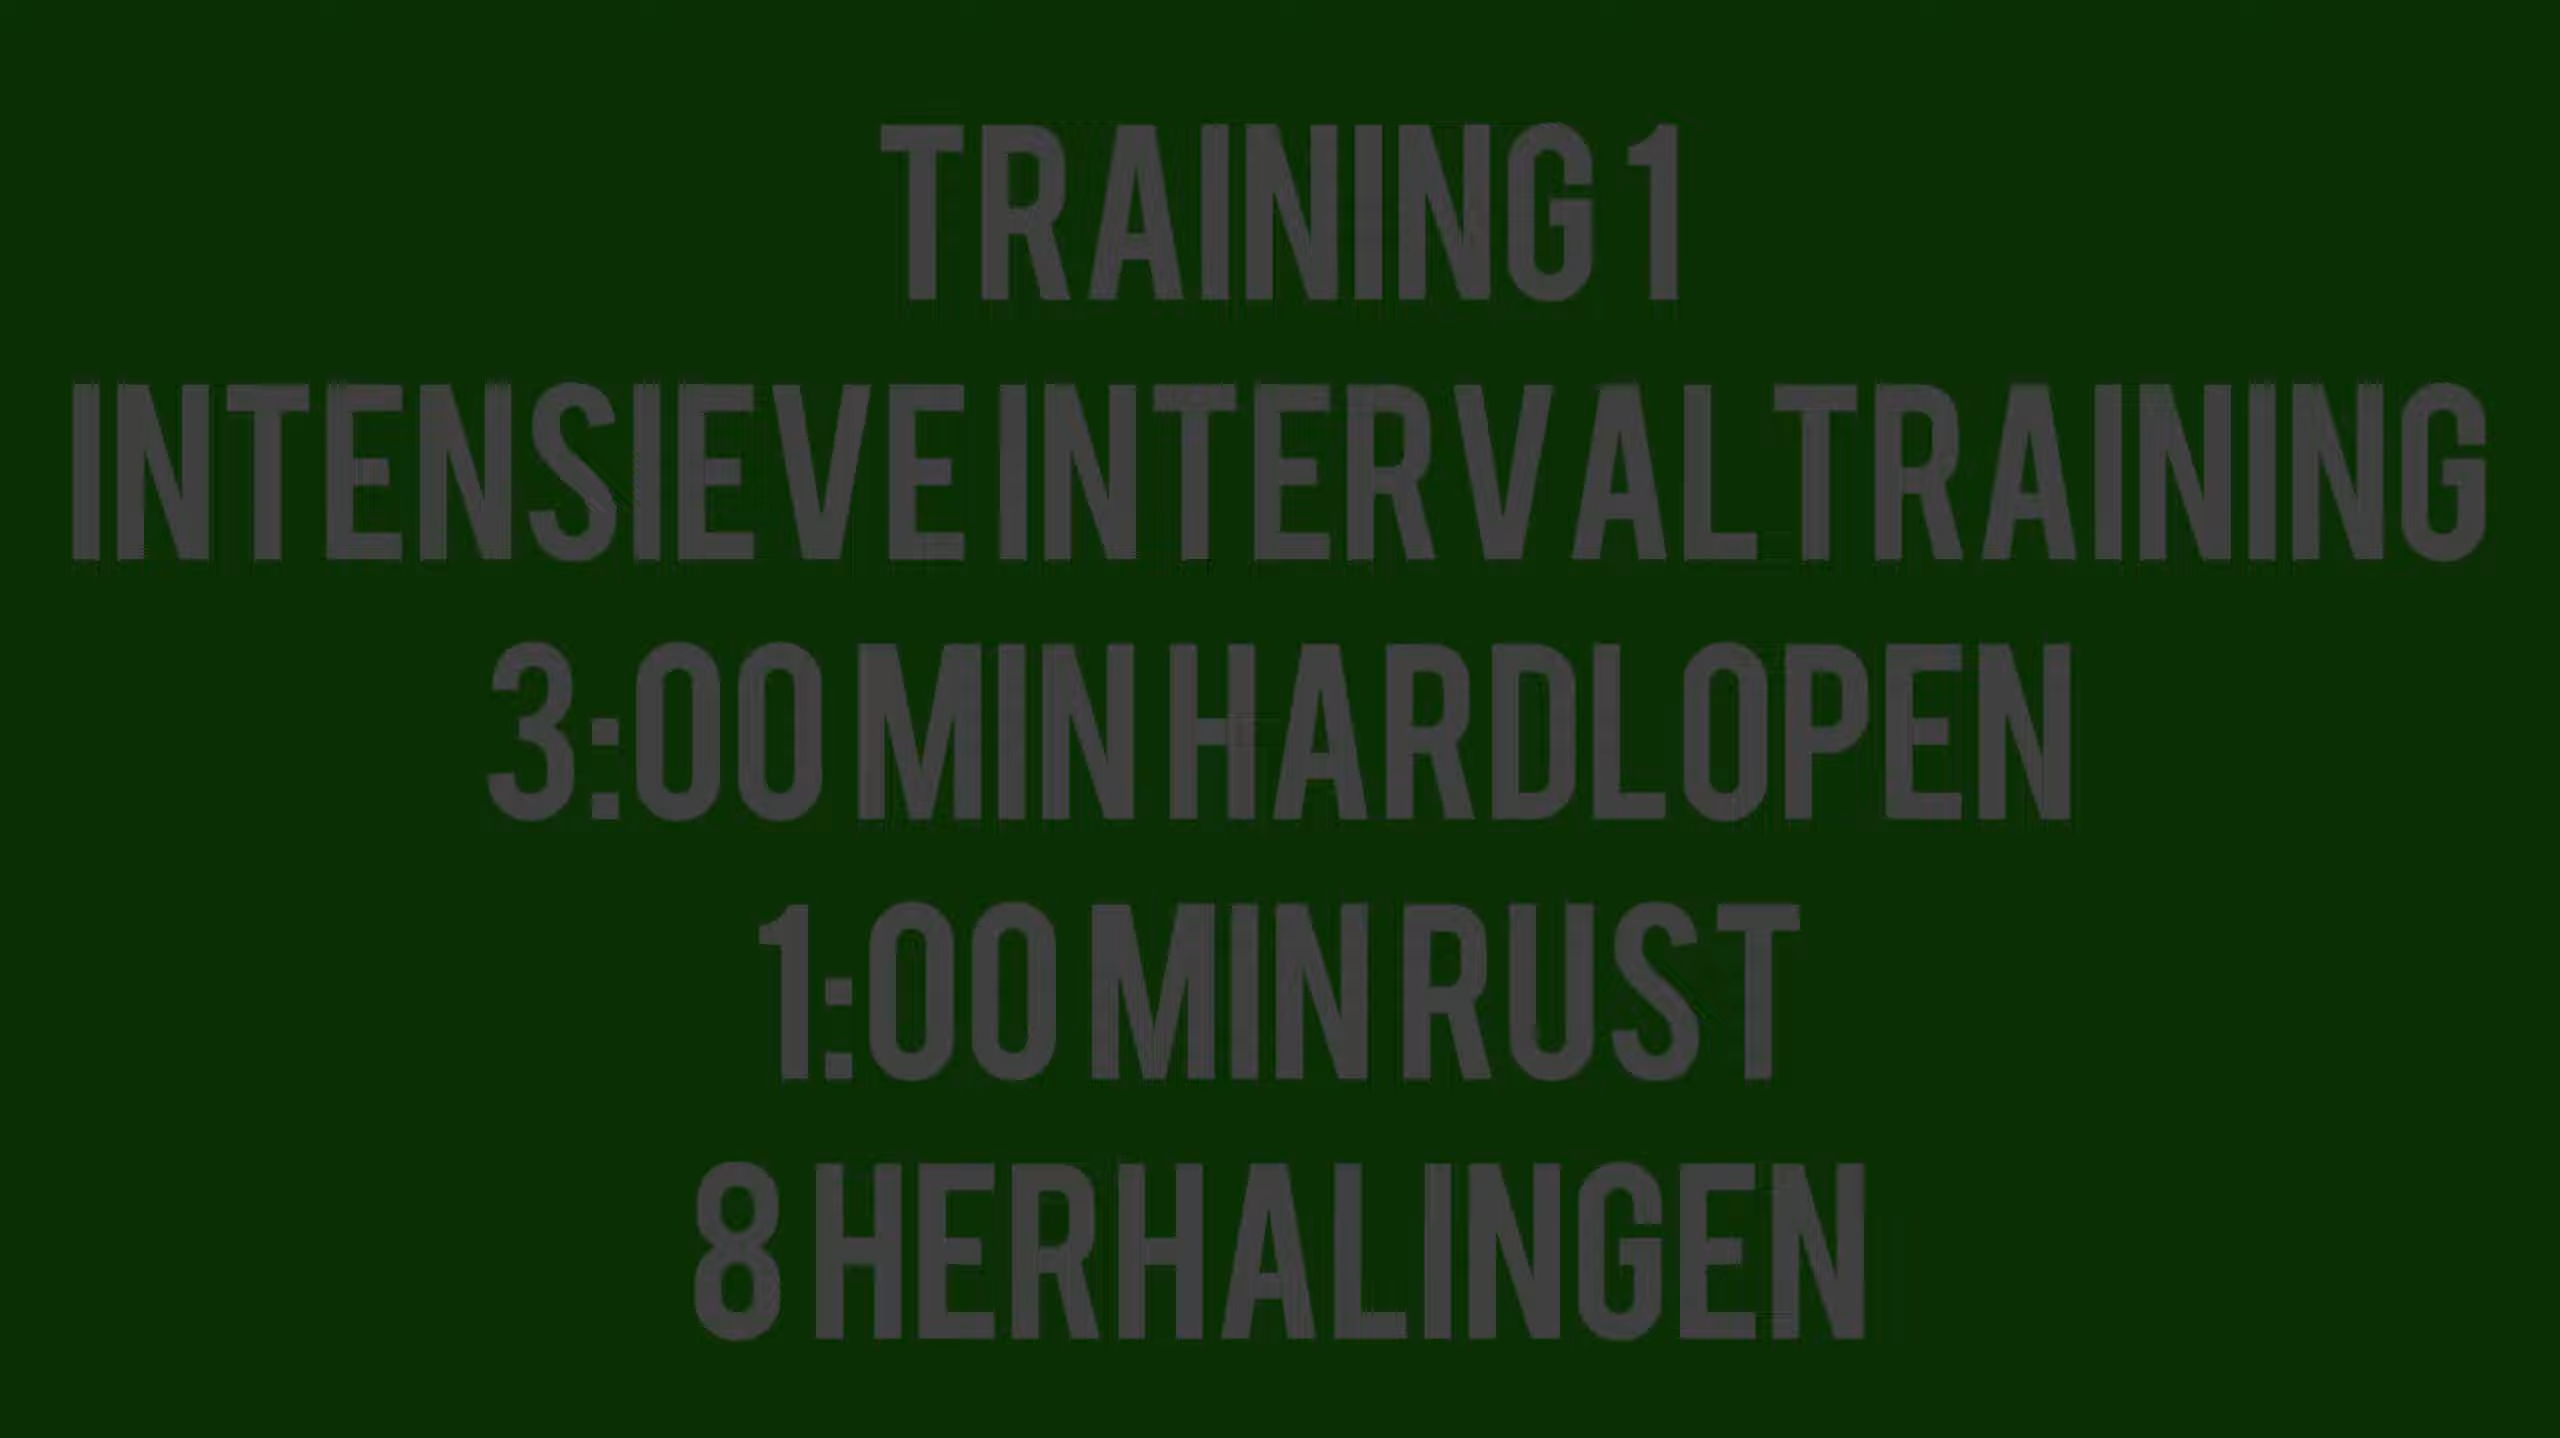 TRAINING 1
INTENSIEVE INTERVALTRAINING
3:00 MIN HARDLOPEN
1:00 MIN RUST
8 HERHALINGEN